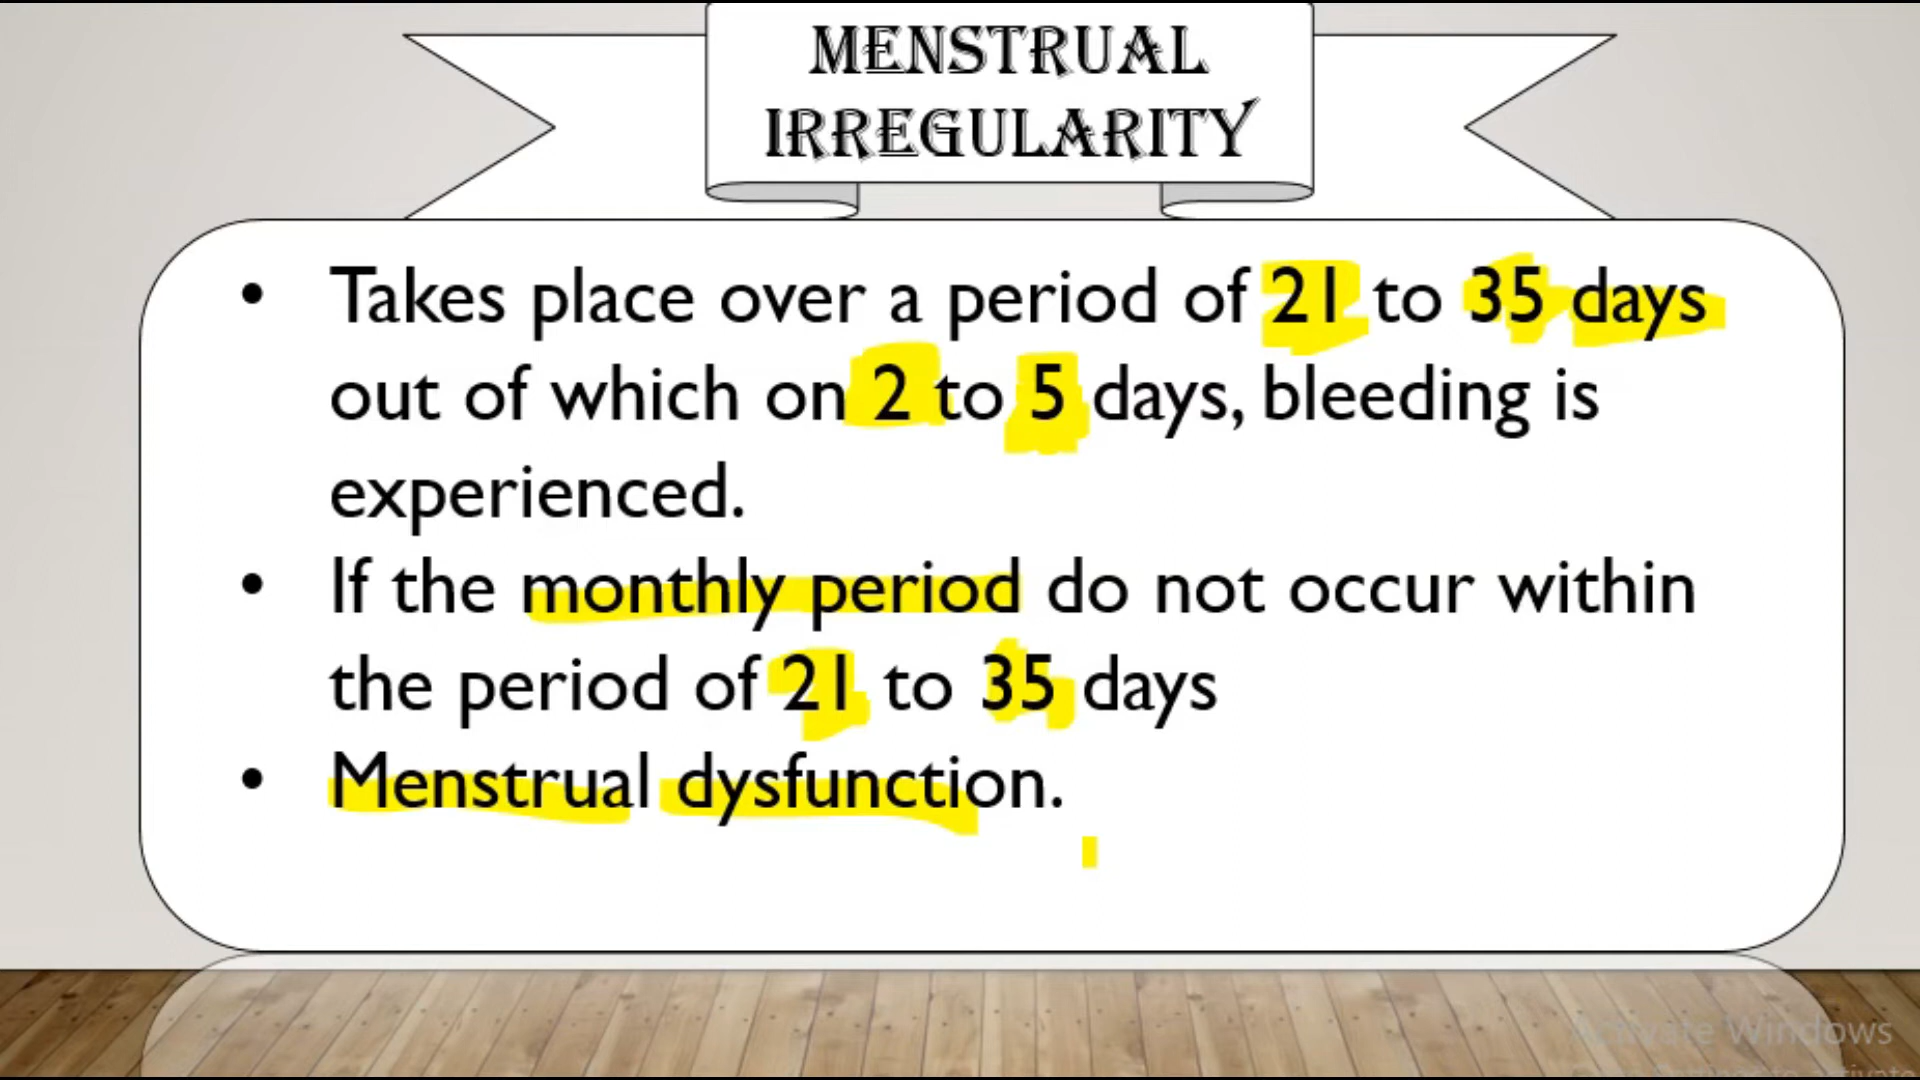 MENSTRUAL
IRREGULARITY
• Takes place over a period of 21 to 35 days
out of which on 2 to 5 days, bleeding is
experienced.
• If the monthly period do not occur within
the period of 21 to 35 days
• Menstrual dysfunction.
Activate Windows